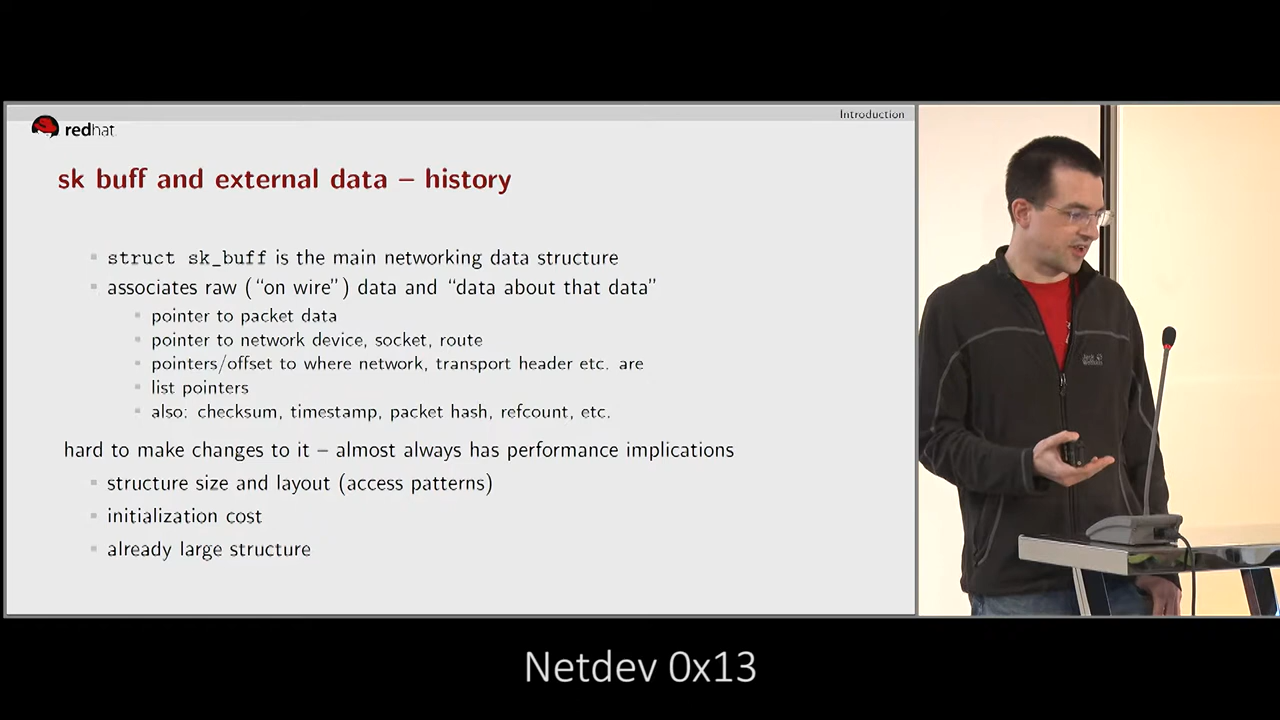 Introduction
redhat.
sk buff and external data – history
struct sk_buff is the main networking data structure
associates raw (“on wire”) data and “data about that data”
pointer to packet data
pointer to network device, socket, route
pointers/offset to where network, transport header etc. are
list pointers
also: checksum, timestamp, packet hash, refcount, etc.
hard to make changes to it – almost always has performance implications
structure size and layout (access patterns)
initialization cost
already large structure
Jack
Wolfskin
Netdev 0x13